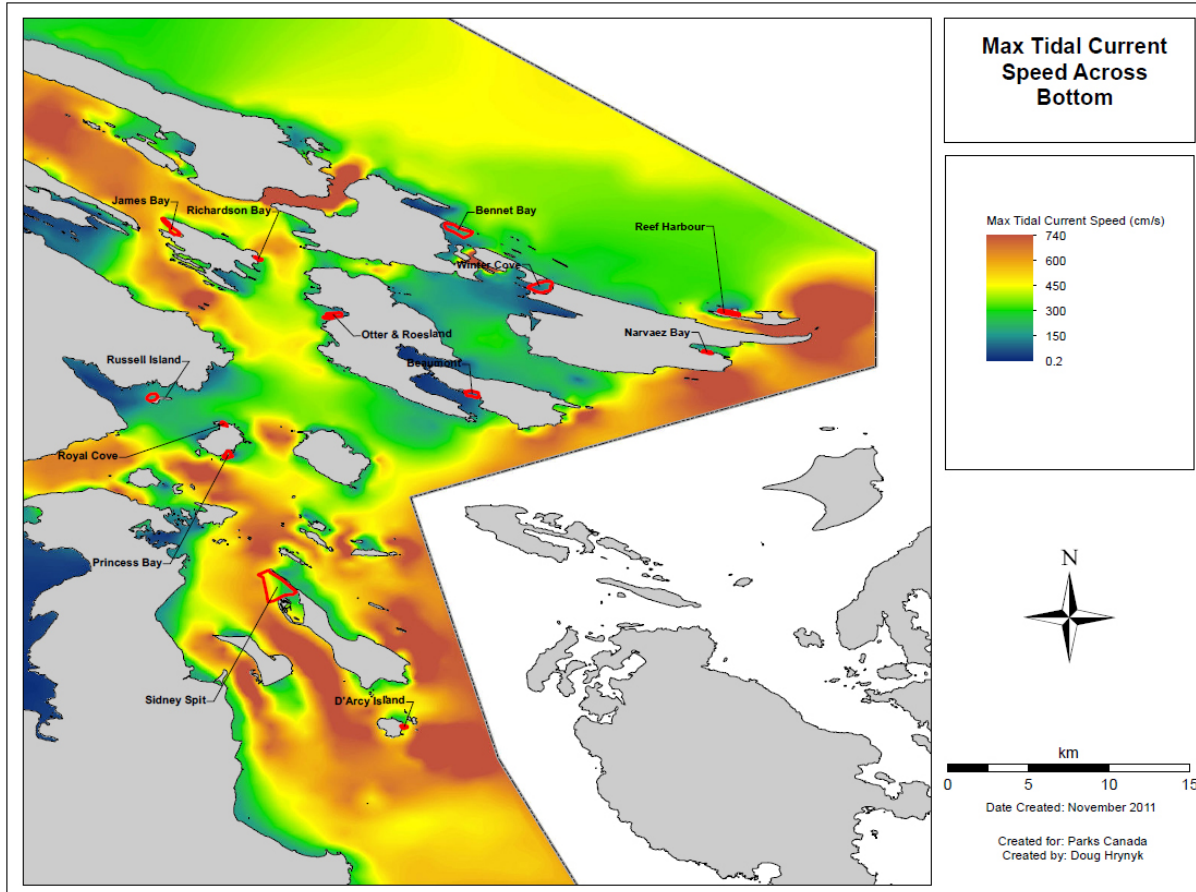 Max Tidal Current
Speed Across
Bottom
Max Tidal Current Speed (cm/s)
740
600
450
300
150
0.2
James Bay
Richardson Bay
Bennet Bay
Reef Harbour
Winter Cove
Otter & Roesland
Narvaez Bay
Russell Island
Beaumont
Royal Cove
Princess Bay
Sidney Spit
D'Arcy Island
N
km
0 5 10 15
Date Created: November 2011
Created for: Parks Canada
Created by: Doug Hrynyk